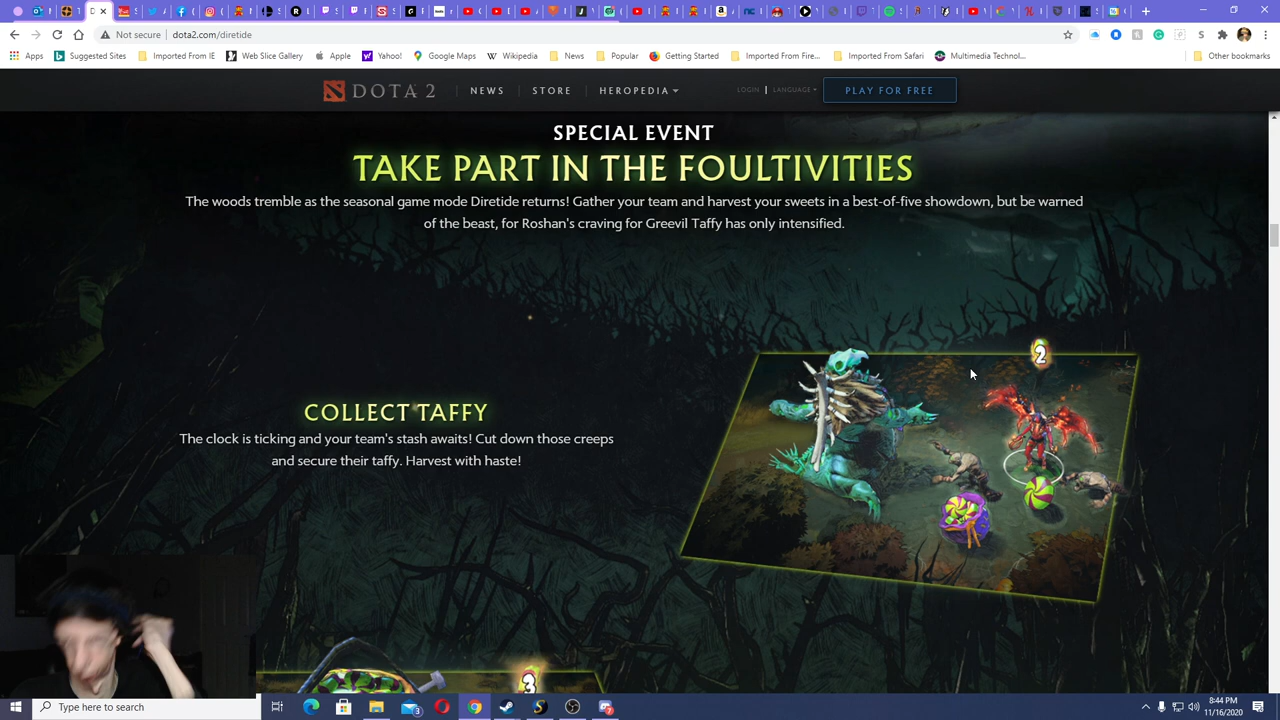 Not secure
dota2.com/diretide
Apps
Suggested Sites
Imported From IE
Web Slice Gallery
Apple
Yahoo!
Google Maps
Wikipedia
News
Popular
Getting Started
Imported From Fire...
Imported From Safari
Multimedia Technol...
Other bookmarks
DOTA 2
NEWS
STORE
HEROPEDIA
LOGIN
LANGUAGE
PLAY FOR FREE
SPECIAL EVENT
TAKE PART IN THE FOULTIVITIES
The woods tremble as the seasonal game mode Diretide returns! Gather your team and harvest your sweets in a best-of-five showdown, but be warned
of the beast, for Roshan's craving for Greevil Taffy has only intensified.
2
COLLECT TAFFY
The clock is ticking and your team's stash awaits! Cut down those creeps
and secure their taffy. Harvest with haste!
3
Type here to search
3
7
8:44 PM
11/16/2020